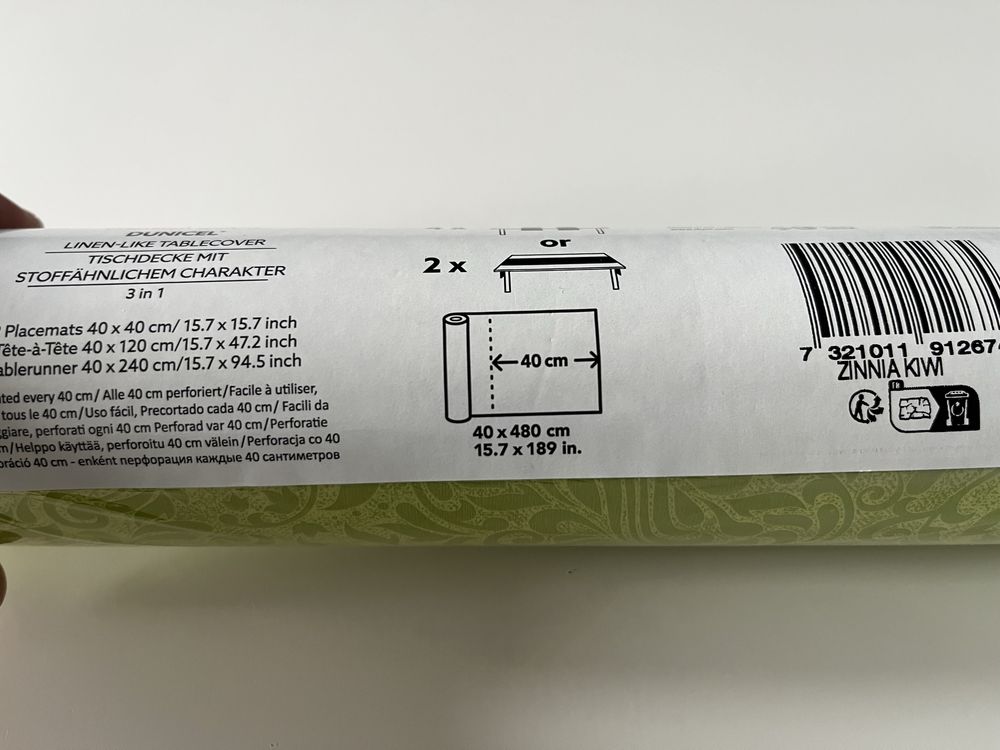 DUNICEL®
LINEN-LIKE TABLECOVER
TISCHDECKE MIT
STOFFÄHNLICHEM CHARAKTER
3 in 1
Placemats 40 x 40 cm/ 15.7 x 15.7 inch
Tête-à-Tête 40 x 120 cm/15.7 x 47.2 inch
ablerunner 40 x 240 cm/15.7 x 94.5 inch
ted every 40 cm/ Alle 40 cm perforiert/Facile à utiliser,
tous le 40 cm/Uso fácil, Precortado cada 40 cm/ Facili da
giare, perforati ogni 40 cm Perforad var 40 cm/Perforatie
m/Helppo käyttää, perforoitu 40 cm välein/Perforacja co 40
oráció 40 cm - enként перфорация каждые 40 сантиметров
or
2 x
40 cm
40 x 480 cm
15.7 x 189 in.
7 321011 91267
ZINNIA KIWI
FR